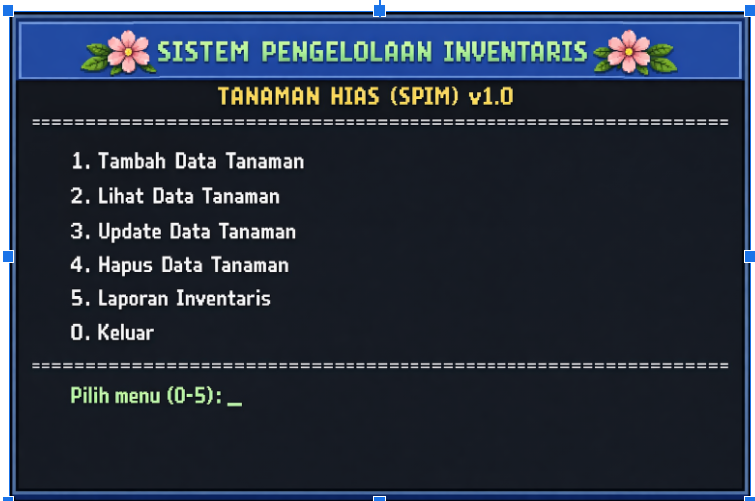 SISTEM PENGELOLAAN INVENTARIS
TANAMAN HIAS (SPIM) v1.0
================================================================
1. Tambah Data Tanaman
2. Lihat Data Tanaman
3. Update Data Tanaman
4. Hapus Data Tanaman
5. Laporan Inventaris
0. Keluar
================================================================
Pilih menu (0-5): _